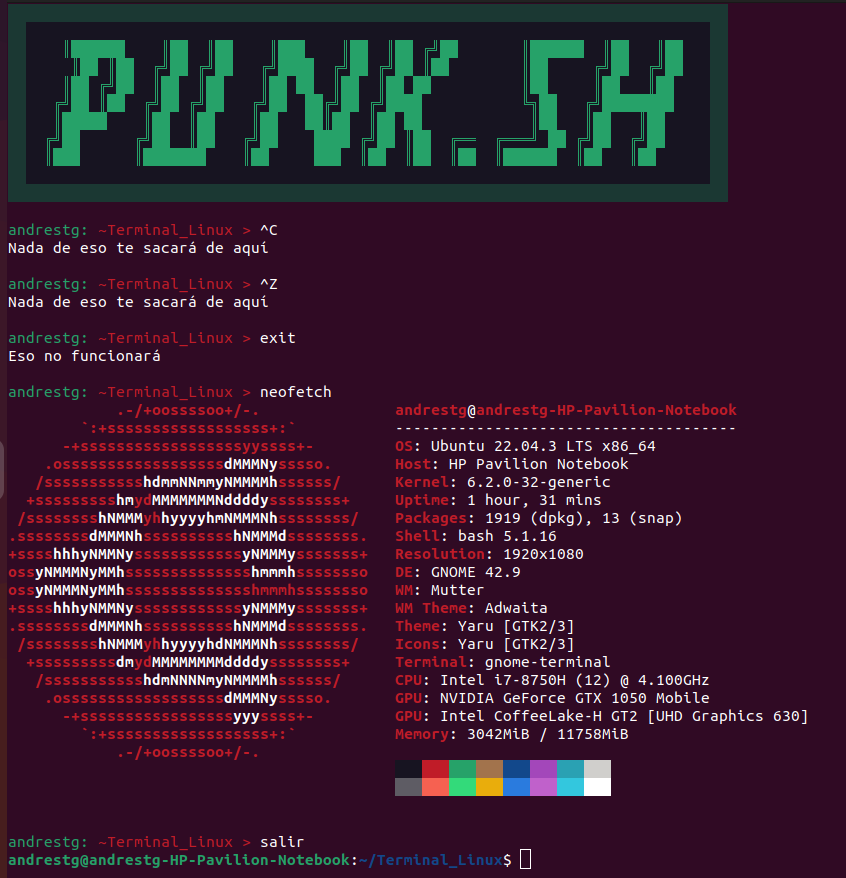 PUNK.SH
andrestg: ~Terminal_Linux > ^C
Nada de eso te sacará de aquí
andrestg: ~Terminal_Linux > ^Z
Nada de eso te sacará de aquí
andrestg: ~Terminal_Linux > exit
Eso no funcionará
andrestg: ~Terminal_Linux > neofetch
            .-/+oossssoo+/-.               andrestg@andrestg-HP-Pavilion-Notebook
        `:+ssssssssssssssssss+:`           --------------------------------------
      -+ssssssssssssssssssyyssss+-         OS: Ubuntu 22.04.3 LTS x86_64
    .ossssssssssssssssssdMMMNysssso.       Host: HP Pavilion Notebook
   /ssssssssssshdmmNNmmyNMMMMhssssss/      Kernel: 6.2.0-32-generic
  +ssssssssshmydMMMMMMMNddddyssssssss+     Uptime: 1 hour, 31 mins
 /sssssssshNMMMyhhyyyyhmNMMMNhssssssss/    Packages: 1919 (dpkg), 13 (snap)
.ssssssssdMMMNhsssssssssshNMMMdssssssss.   Shell: bash 5.1.16
+sssshhhyNMMNyssssssssssssyNMMMysssssss+   Resolution: 1920x1080
ossyNMMMNyMMhsssssssssssssshmmmhssssssso   DE: GNOME 42.9
ossyNMMMNyMMhsssssssssssssshmmmhssssssso   WM: Mutter
+sssshhhyNMMNyssssssssssssyNMMMysssssss+   WM Theme: Adwaita
.ssssssssdMMMNhsssssssssshNMMMdssssssss.   Theme: Yaru [GTK2/3]
 /sssssssshNMMMyhhyyyyhdNMMMNhssssssss/    Icons: Yaru [GTK2/3]
  +sssssssssdmydMMMMMMMMddddyssssssss+     Terminal: gnome-terminal
   /ssssssssssshdmNNNNmyNMMMMhssssss/      CPU: Intel i7-8750H (12) @ 4.100GHz
    .ossssssssssssssssssdMMMNysssso.       GPU: NVIDIA GeForce GTX 1050 Mobile
      -+sssssssssssssssssyyyssss+-         GPU: Intel CoffeeLake-H GT2 [UHD Graphics 630]
        `:+ssssssssssssssssss+:`           Memory: 3042MiB / 11758MiB
            .-/+oossssoo+/-.
andrestg: ~Terminal_Linux > salir
andrestg@andrestg-HP-Pavilion-Notebook:~/Terminal_Linux$